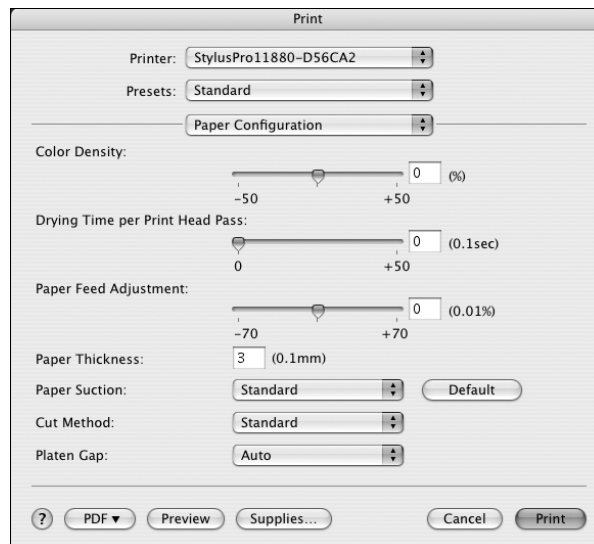 Print
Printer: StylusPro11880-D56CA2
Presets: Standard
Paper Configuration
Color Density:
0 (%)
-50 +50
Drying Time per Print Head Pass:
0 (0.1sec)
0 +50
Paper Feed Adjustment:
0 (0.01%)
-70 +70
Paper Thickness: 3 (0.1mm)
Paper Suction: Standard Default
Cut Method: Standard
Platen Gap: Auto
? PDF ▼ Preview Supplies... Cancel Print